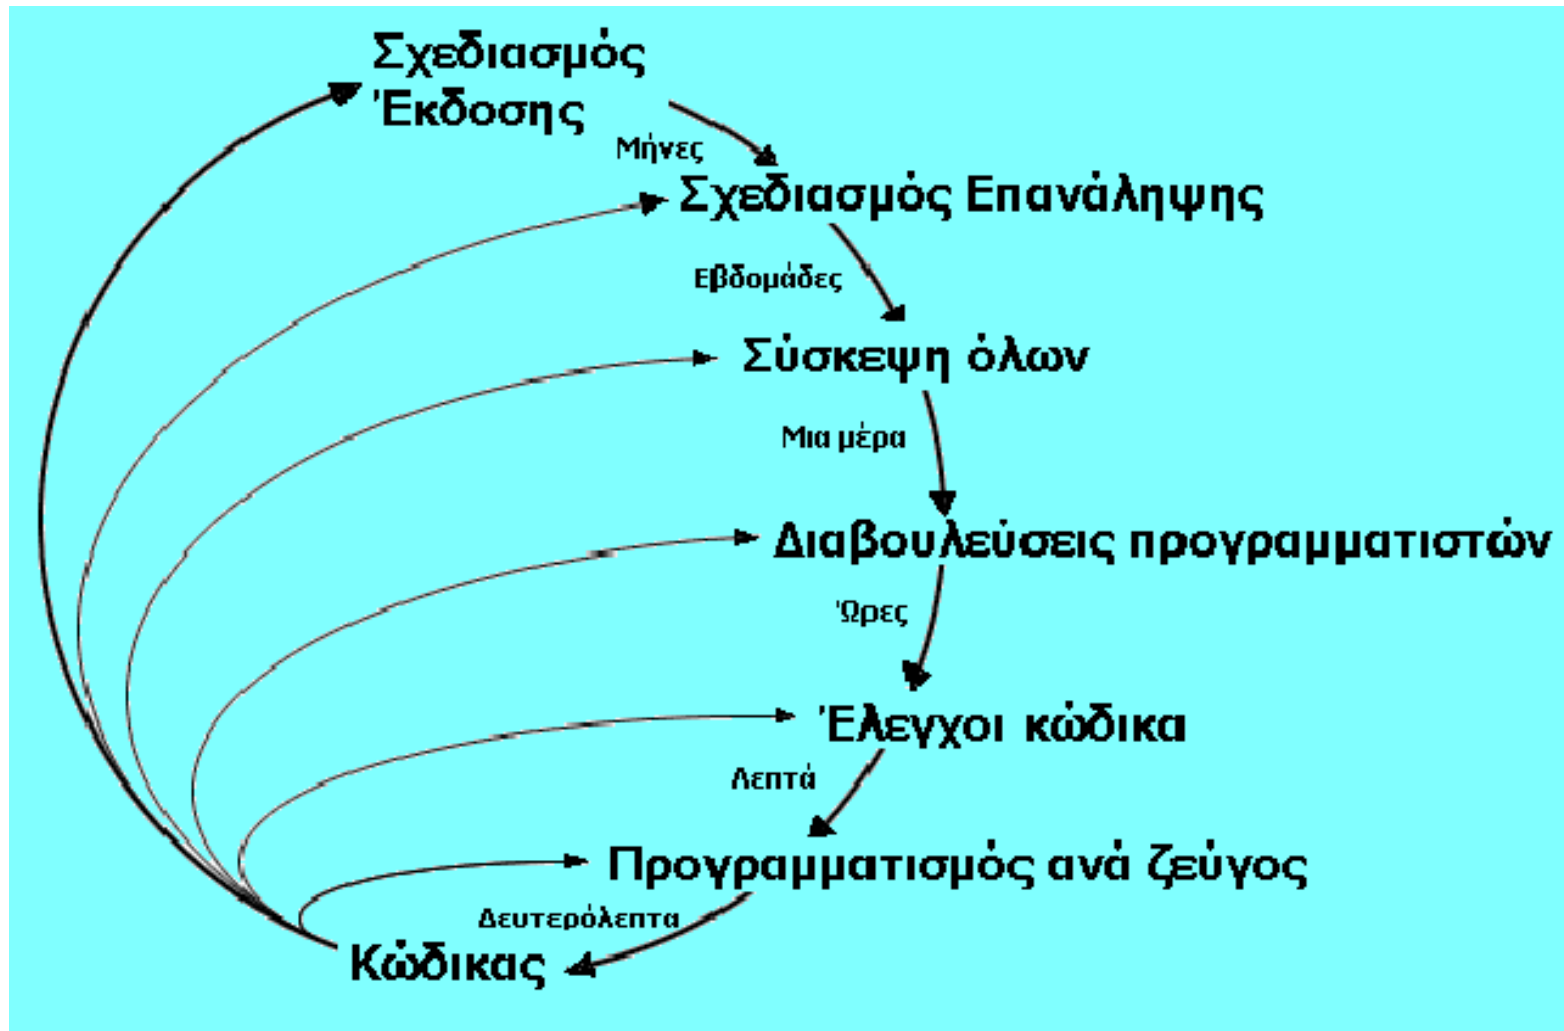 Σχεδιασμός
Έκδοσης
Μήνες
Σχεδιασμός Επανάληψης
Εβδομάδες
Σύσκεψη όλων
Μια μέρα
Διαβουλεύσεις προγραμματιστών
Ώρες
Έλεγχοι κώδικα
Λεπτά
Προγραμματισμός ανά ζεύγος
Δευτερόλεπτα
Κώδικας